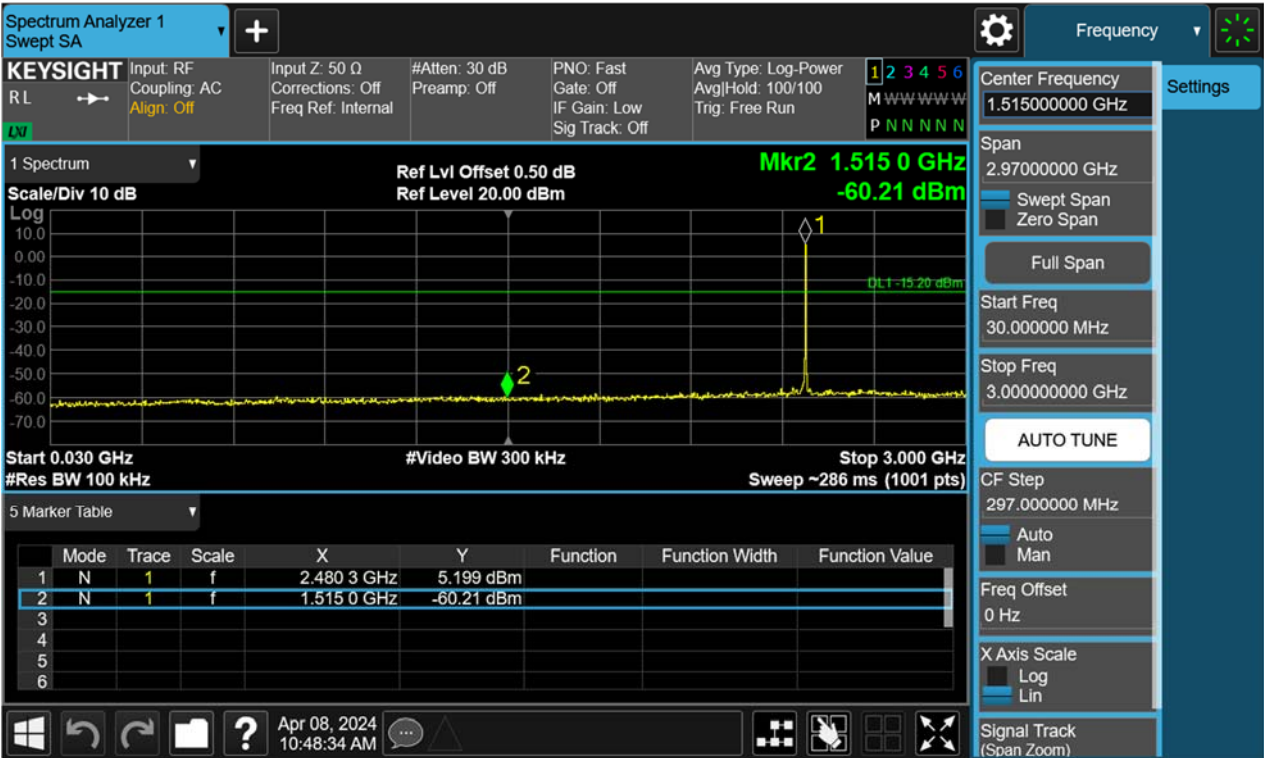 Spectrum Analyzer 1
Swept SA
+
Frequency
KEYSIGHT
R L
LXI
Input: RF
Coupling: AC
Align: Off
Input Z: 50 Ω
Corrections: Off
Freq Ref: Internal
#Atten: 30 dB
Preamp: Off
PNO: Fast
Gate: Off
IF Gain: Low
Sig Track: Off
Avg Type: Log-Power
Avg|Hold: 100/100
Trig: Free Run
1 2 3 4 5 6
M W W W W W
P N N N N N
1 Spectrum
Scale/Div 10 dB
Ref Lvl Offset 0.50 dB
Ref Level 20.00 dBm
Mkr2 1.515 0 GHz
-60.21 dBm
Log
10.0
0.00
-10.0
-20.0
-30.0
-40.0
-50.0
-60.0
-70.0
1
2
DL1 -15.20 dBm
Start 0.030 GHz
#Res BW 100 kHz
#Video BW 300 kHz
Stop 3.000 GHz
Sweep ~286 ms (1001 pts)
5 Marker Table
Mode Trace Scale X Y Function Function Width Function Value
1 N 1 f 2.480 3 GHz 5.199 dBm
2 N 1 f 1.515 0 GHz -60.21 dBm
3
4
5
6
?
Apr 08, 2024
10:48:34 AM
Center Frequency
1.515000000 GHz
Settings
Span
2.97000000 GHz
Swept Span
Zero Span
Full Span
Start Freq
30.000000 MHz
Stop Freq
3.000000000 GHz
AUTO TUNE
CF Step
297.000000 MHz
Auto
Man
Freq Offset
0 Hz
X Axis Scale
Log
Lin
Signal Track
(Span Zoom)